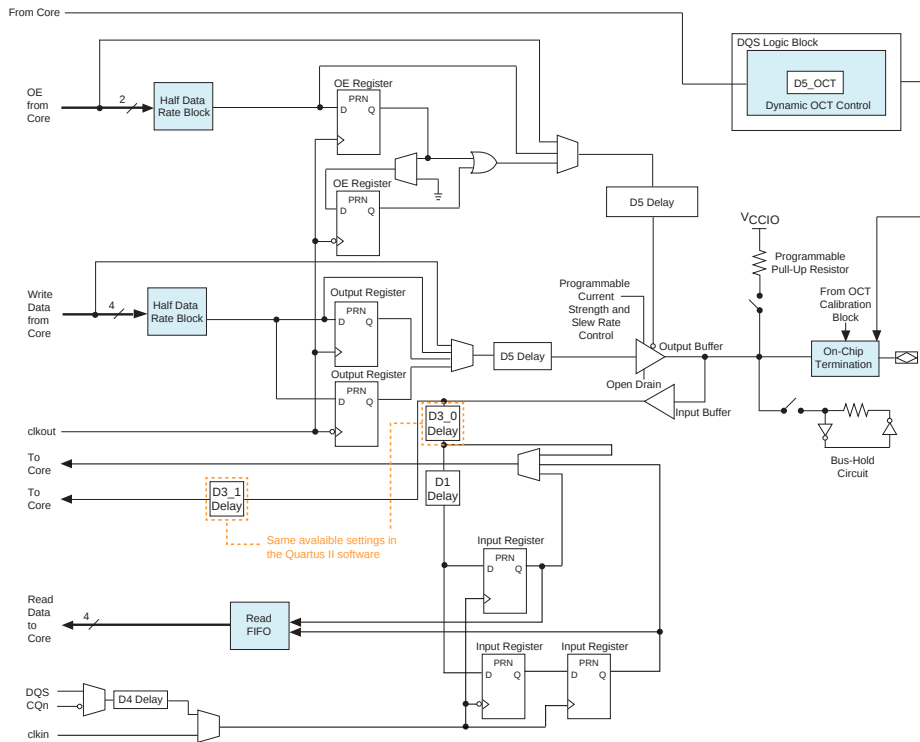 From Core
DQS Logic Block
D5_OCT
Dynamic OCT Control
OE
from
Core
2
Half Data
Rate Block
OE Register
PRN
D
Q
OE Register
PRN
D
Q
D5 Delay
VCCIO
Programmable
Pull-Up Resistor
From OCT
Calibration
Block
Programmable
Current
Strength and
Slew Rate
Control
Write
Data
from
Core
4
Half Data
Rate Block
Output Register
PRN
D
Q
Output Register
PRN
D
Q
D5 Delay
Output Buffer
Open Drain
Input Buffer
On-Chip
Termination
Bus-Hold
Circuit
clkout
To
Core
To
Core
D3_0
Delay
D1
Delay
D3_1
Delay
Same avalaible settings in
the Quartus II software
Input Register
PRN
D
Q
Read
Data
to
Core
4
Read
FIFO
Input Register
PRN
D
Q
Input Register
PRN
D
Q
DQS
CQn
D4 Delay
clkin